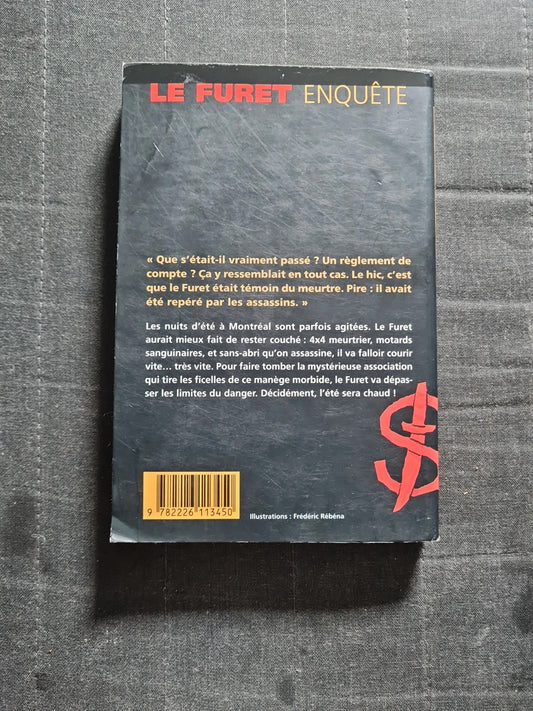 LE FURET ENQUÊTE
« Que s'était-il vraiment passé ? Un règlement de
compte ? Ça y ressemblait en tout cas. Le hic, c'est
que le Furet était témoin du meurtre. Pire : il avait
été repéré par les assassins. »
Les nuits d'été à Montréal sont parfois agitées. Le Furet
aurait mieux fait de rester couché : 4x4 meurtrier, motards
sanguinaires, et sans-abri qu'on assassine, il va falloir courir
vite... très vite. Pour faire tomber la mystérieuse association
qui tire les ficelles de ce manège morbide, le Furet va dépas-
ser les limites du danger. Décidément, l'été sera chaud !
9 782226 113450
Illustrations : Frédéric Rébéna